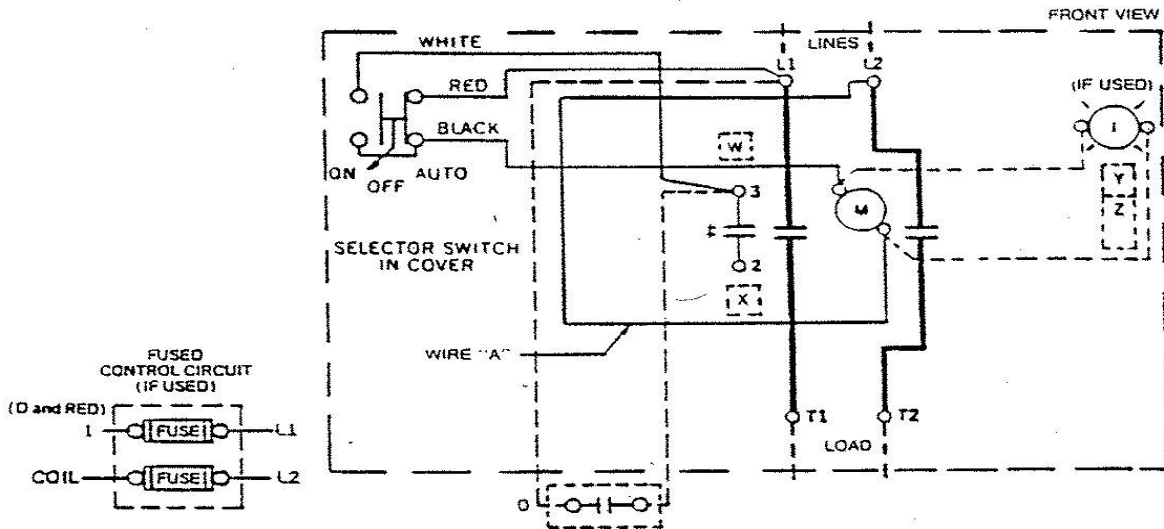 FRONT VIEW
WHITE
LINES
L1
L2
RED
(IF USED)
I
BLACK
W
ON
OFF
AUTO
Y
Z
3
M
SELECTOR SWITCH
IN COVER
2
X
WIRE "A"
FUSED
CONTROL CIRCUIT
(IF USED)
(D and RED)
1
FUSE
L1
COIL
FUSE
L2
T1
T2
LOAD
D